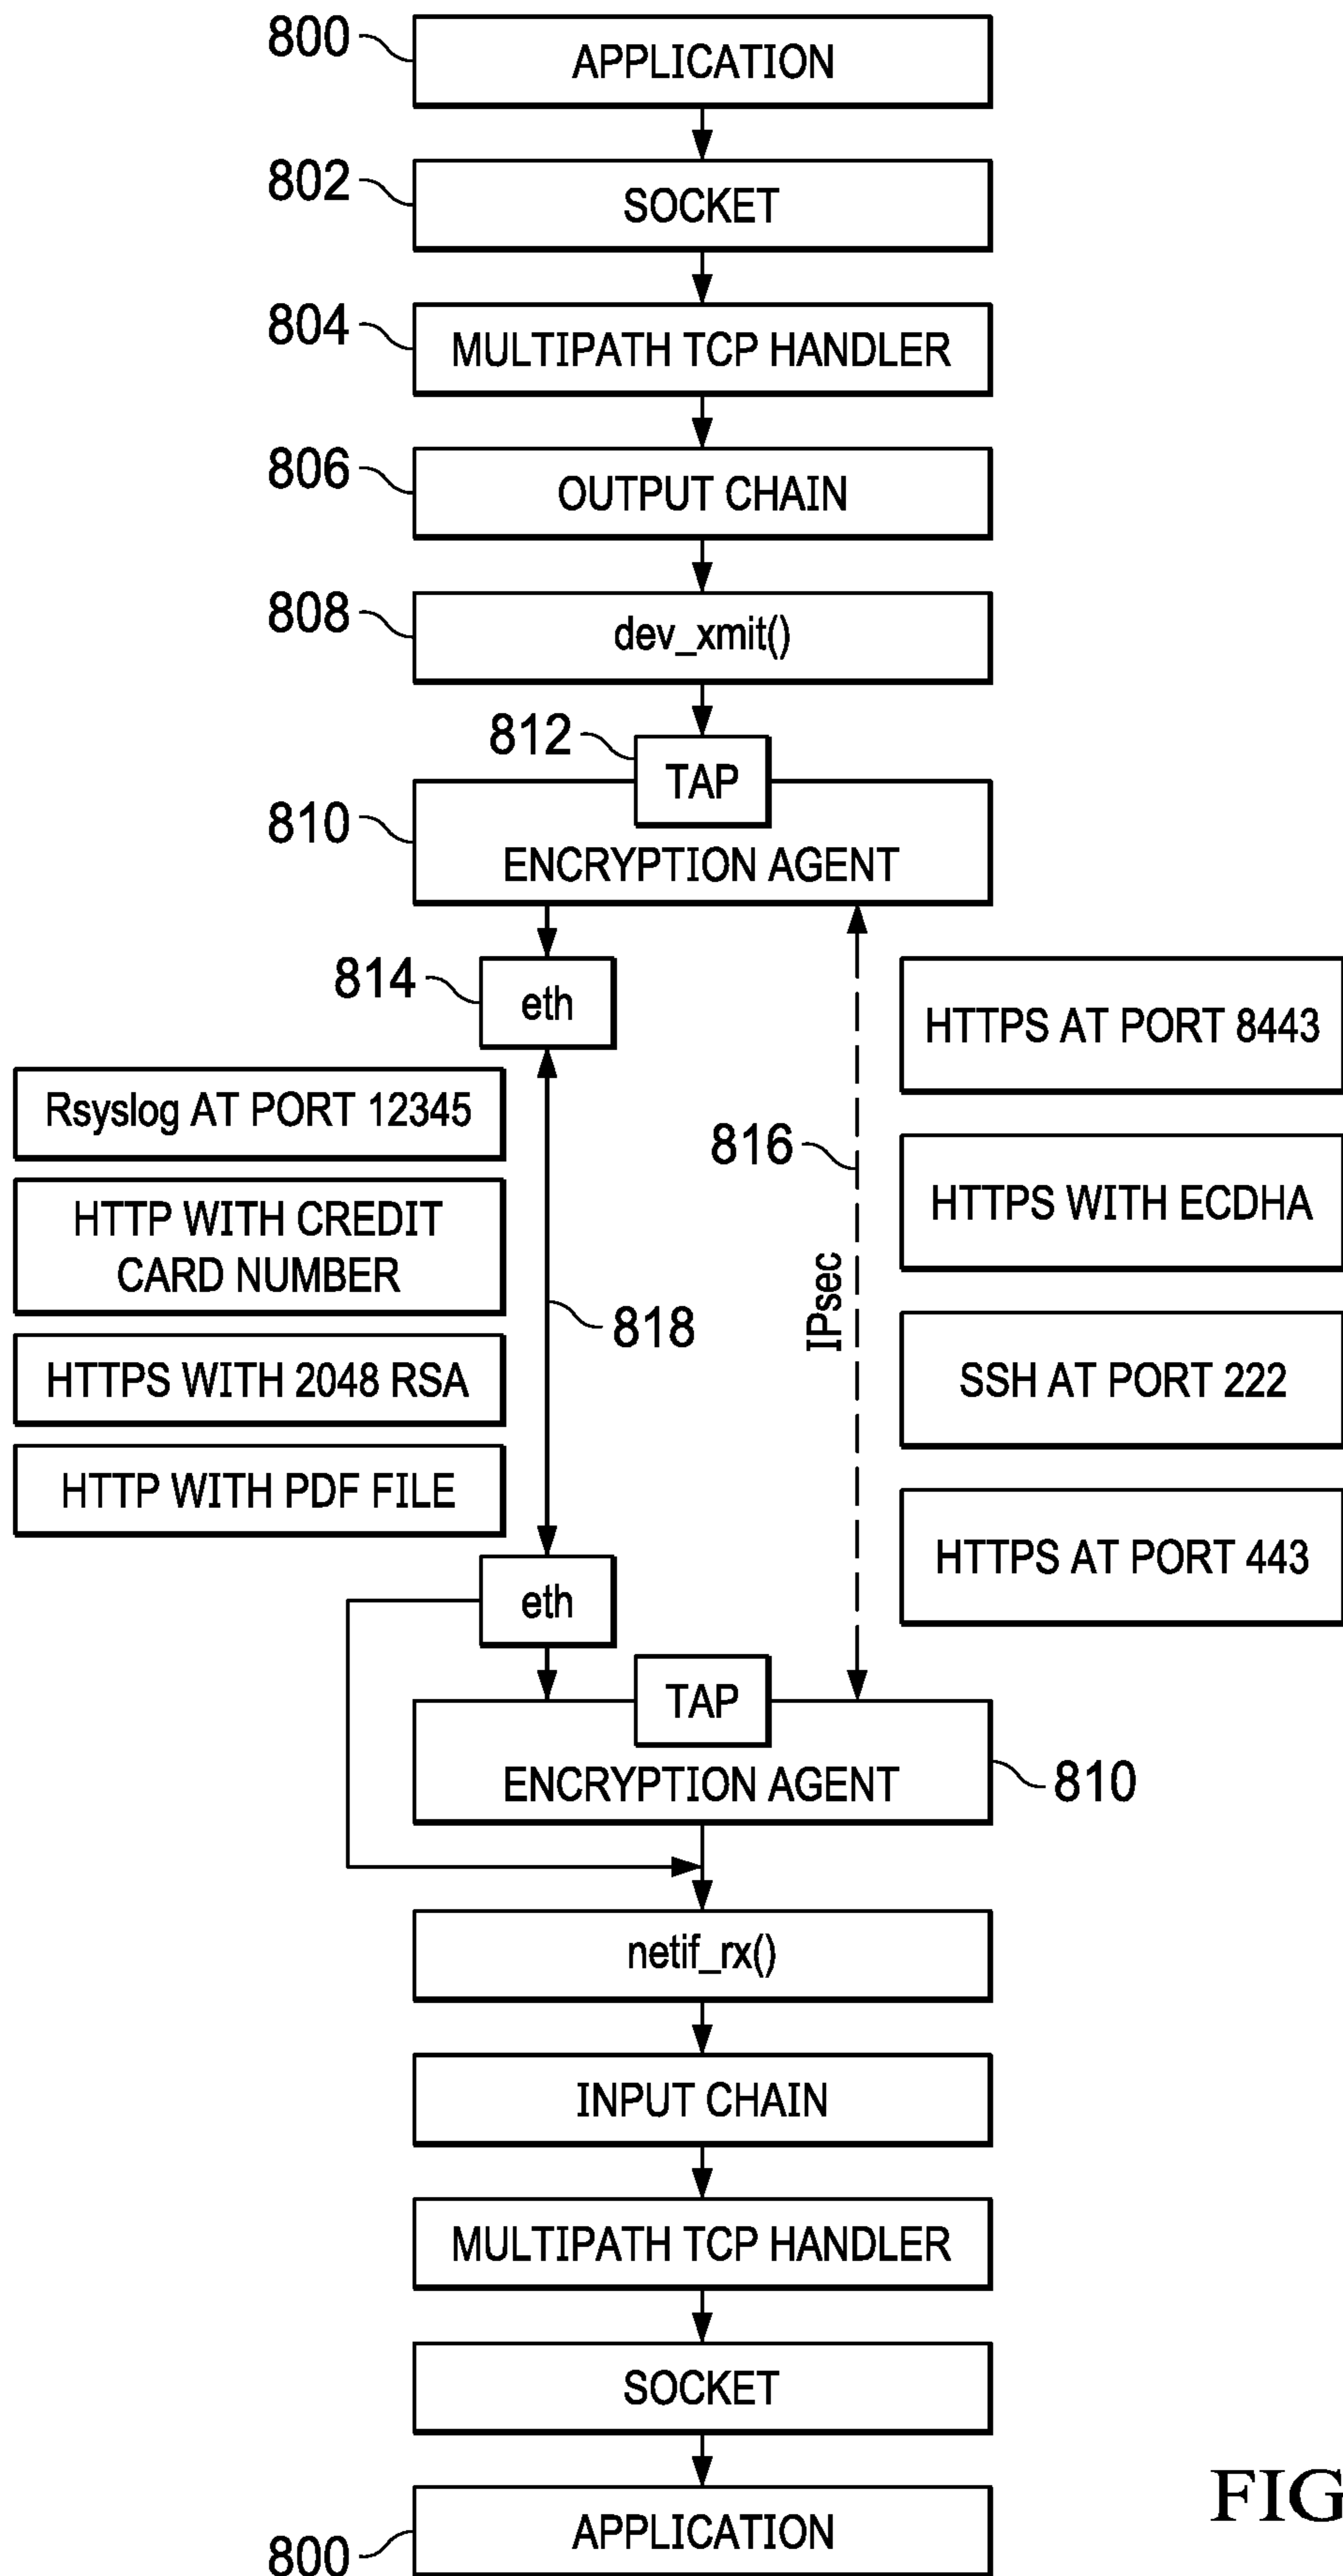 800
APPLICATION
802
SOCKET
804
MULTIPATH TCP HANDLER
806
OUTPUT CHAIN
808
dev_xmit()
812
TAP
810
ENCRYPTION AGENT
814
eth
HTTPS AT PORT 8443
Rsyslog AT PORT 12345
816
HTTPS WITH ECDHA
HTTP WITH CREDIT
CARD NUMBER
818
IPsec
HTTPS WITH 2048 RSA
SSH AT PORT 222
HTTP WITH PDF FILE
HTTPS AT PORT 443
eth
TAP
ENCRYPTION AGENT
810
netif_rx()
INPUT CHAIN
MULTIPATH TCP HANDLER
SOCKET
APPLICATION
800
FIG